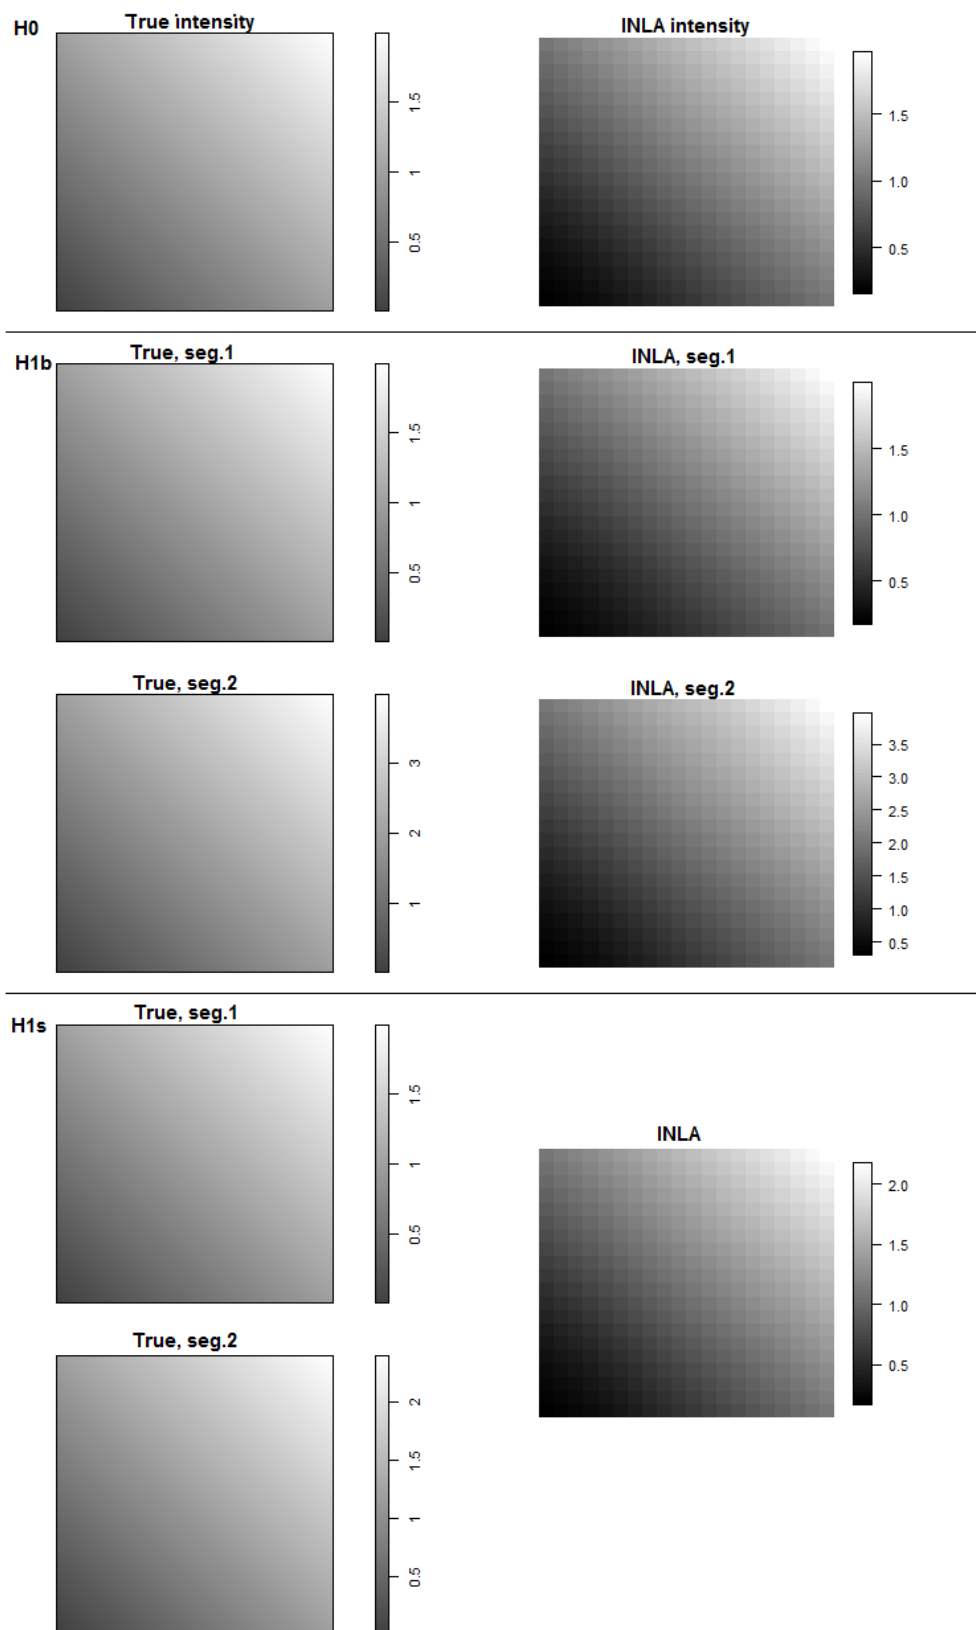 H0
True intensity
0.5
1
1.5
INLA intensity
1.5
1.0
0.5
H1b
True, seg.1
0.5
1
1.5
INLA, seg.1
1.5
1.0
0.5
True, seg.2
1
2
3
INLA, seg.2
3.5
3.0
2.5
2.0
1.5
1.0
0.5
H1s
True, seg.1
0.5
1
1.5
INLA
2.0
1.5
1.0
0.5
True, seg.2
0.5
1
1.5
2